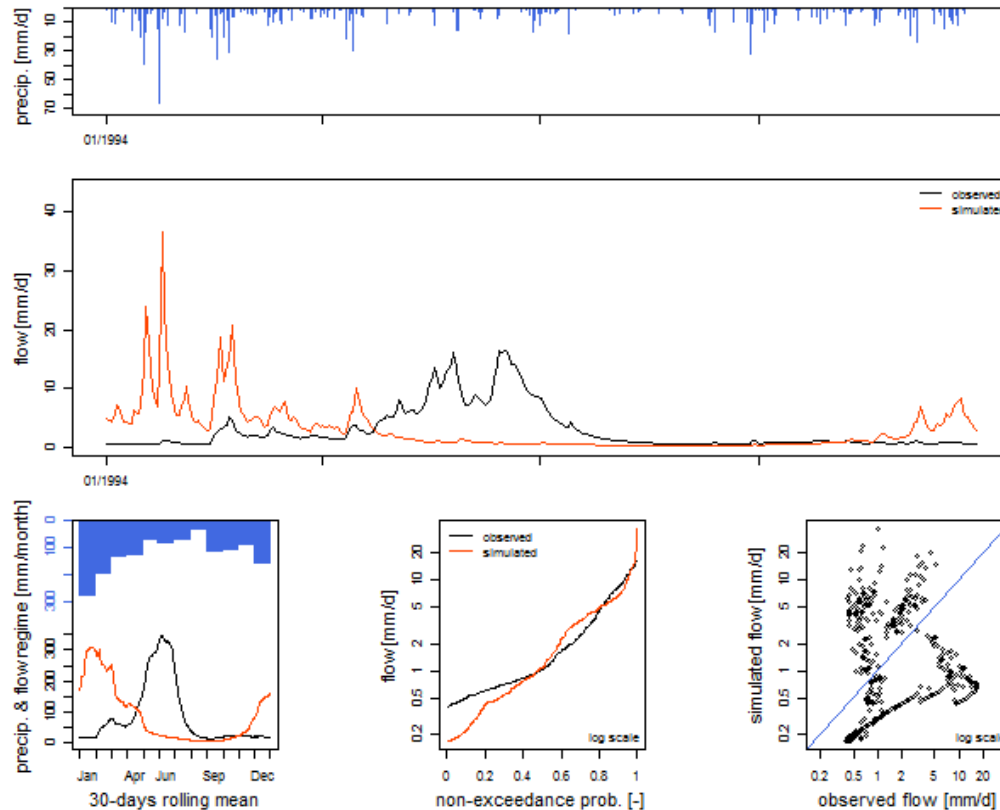 precip. [mm/d]
10
30
50
70
01/1994
flow [mm/d]
40
30
20
10
0
observed
simulated
01/1994
precip. & flow regime [mm/month]
0
100
300
300
200
100
0
Jan Apr Jun Sep Dec
30-days rolling mean
flow [mm/d]
20
10
5
2
1
0.5
0.2
observed
simulated
log scale
0 0.2 0.4 0.6 0.8 1
non-exceedance prob. [-]
simulated flow [mm/d]
20
10
5
2
1
0.5
0.2
log scale
0.2 0.5 1 2 5 10 20
observed flow [mm/d]